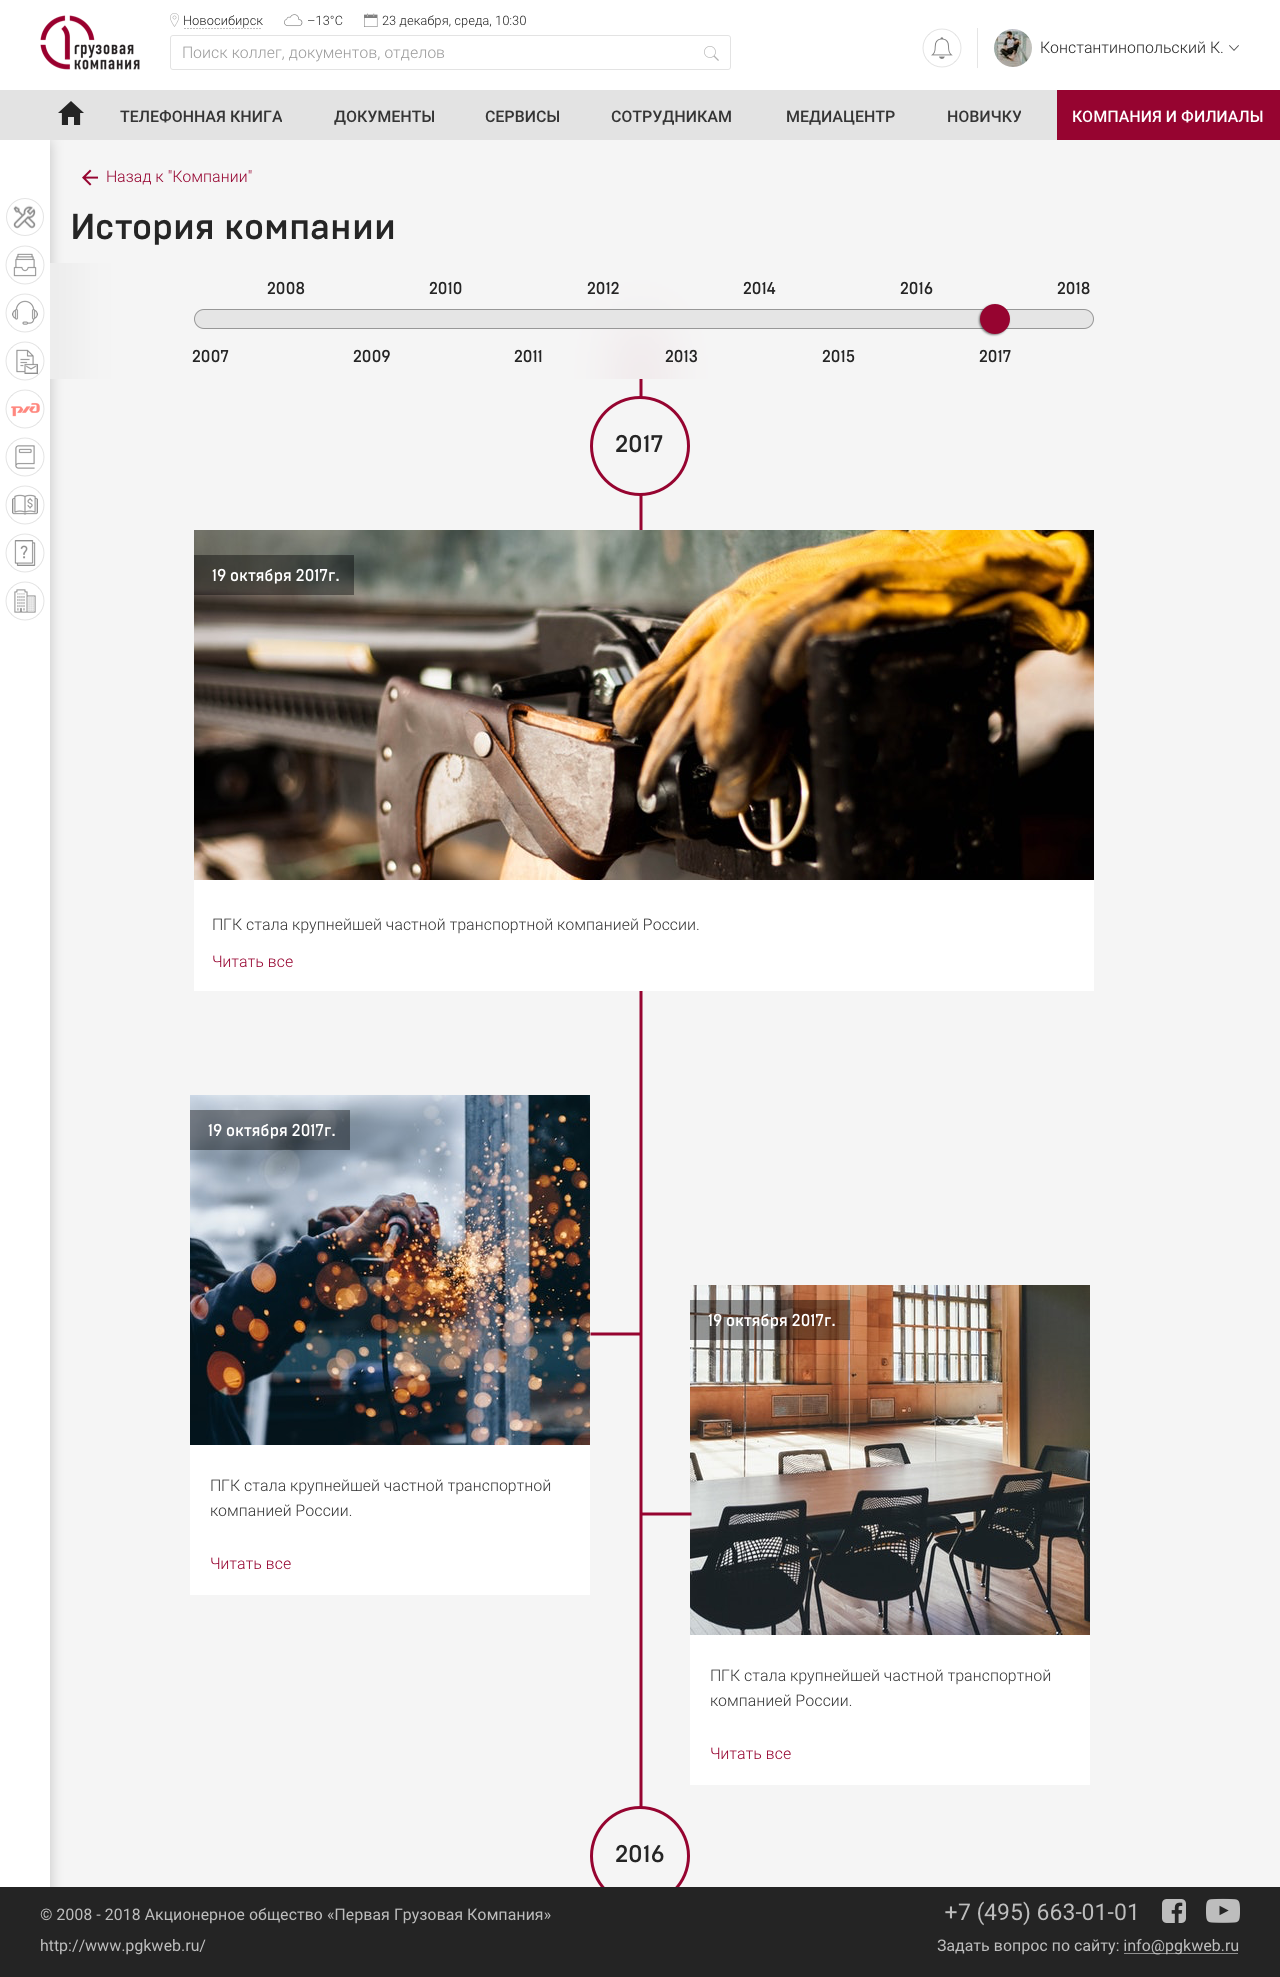 1 грузовая
компания
Новосибирск −13°C 23 декабря, среда, 10:30
Поиск коллег, документов, отделов
Константинопольский К.
ТЕЛЕФОННАЯ КНИГА ДОКУМЕНТЫ СЕРВИСЫ СОТРУДНИКАМ МЕДИАЦЕНТР НОВИЧКУ КОМПАНИЯ И ФИЛИАЛЫ
Назад к "Компании"
История компании
ржд
2008 2010 2012 2014 2016 2018
2007 2009 2011 2013 2015 2017
2017
19 октября 2017г.
ПГК стала крупнейшей частной транспортной компанией России.
Читать все
19 октября 2017г.
ПГК стала крупнейшей частной транспортной
компанией России.
Читать все
19 октября 2017г.
ПГК стала крупнейшей частной транспортной
компанией России.
Читать все
2016
© 2008 - 2018 Акционерное общество «Первая Грузовая Компания»
http://www.pgkweb.ru/
+7 (495) 663-01-01
Задать вопрос по сайту: info@pgkweb.ru